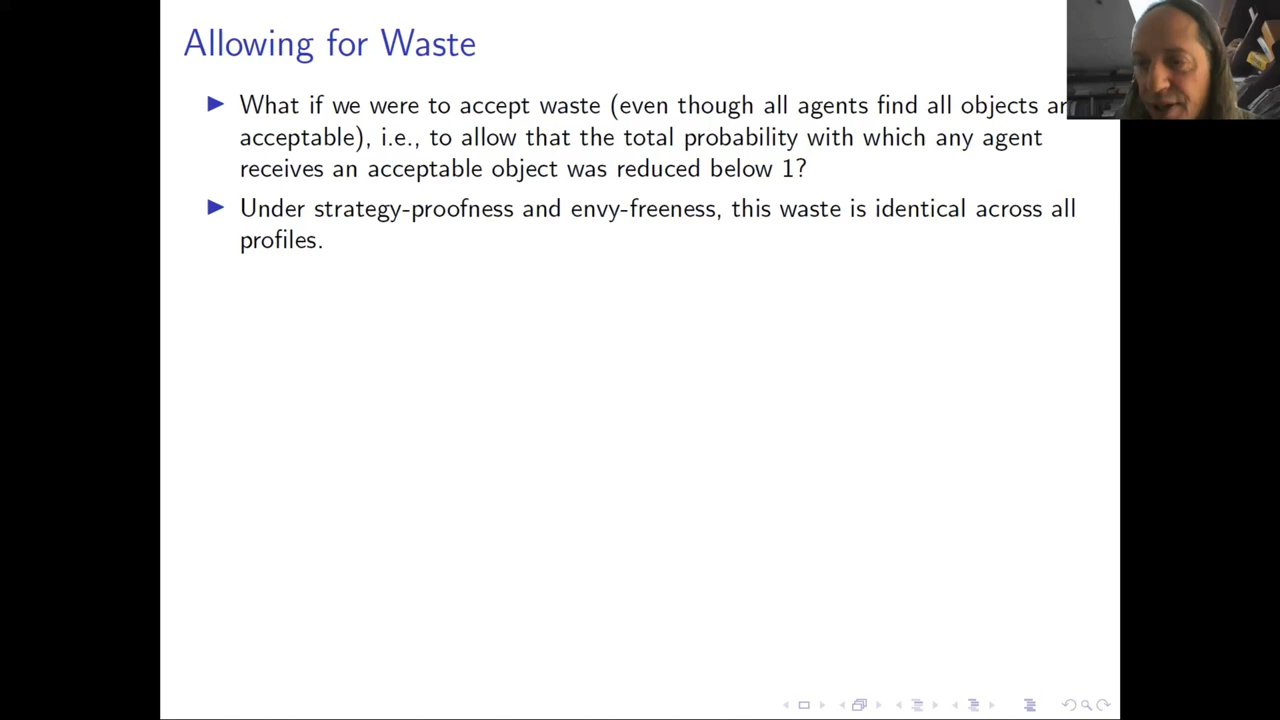 Allowing for Waste
What if we were to accept waste (even though all agents find all objects
acceptable), i.e., to allow that the total probability with which any agent
receives an acceptable object was reduced below 1?
Under strategy-proofness and envy-freeness, this waste is identical across all
profiles.